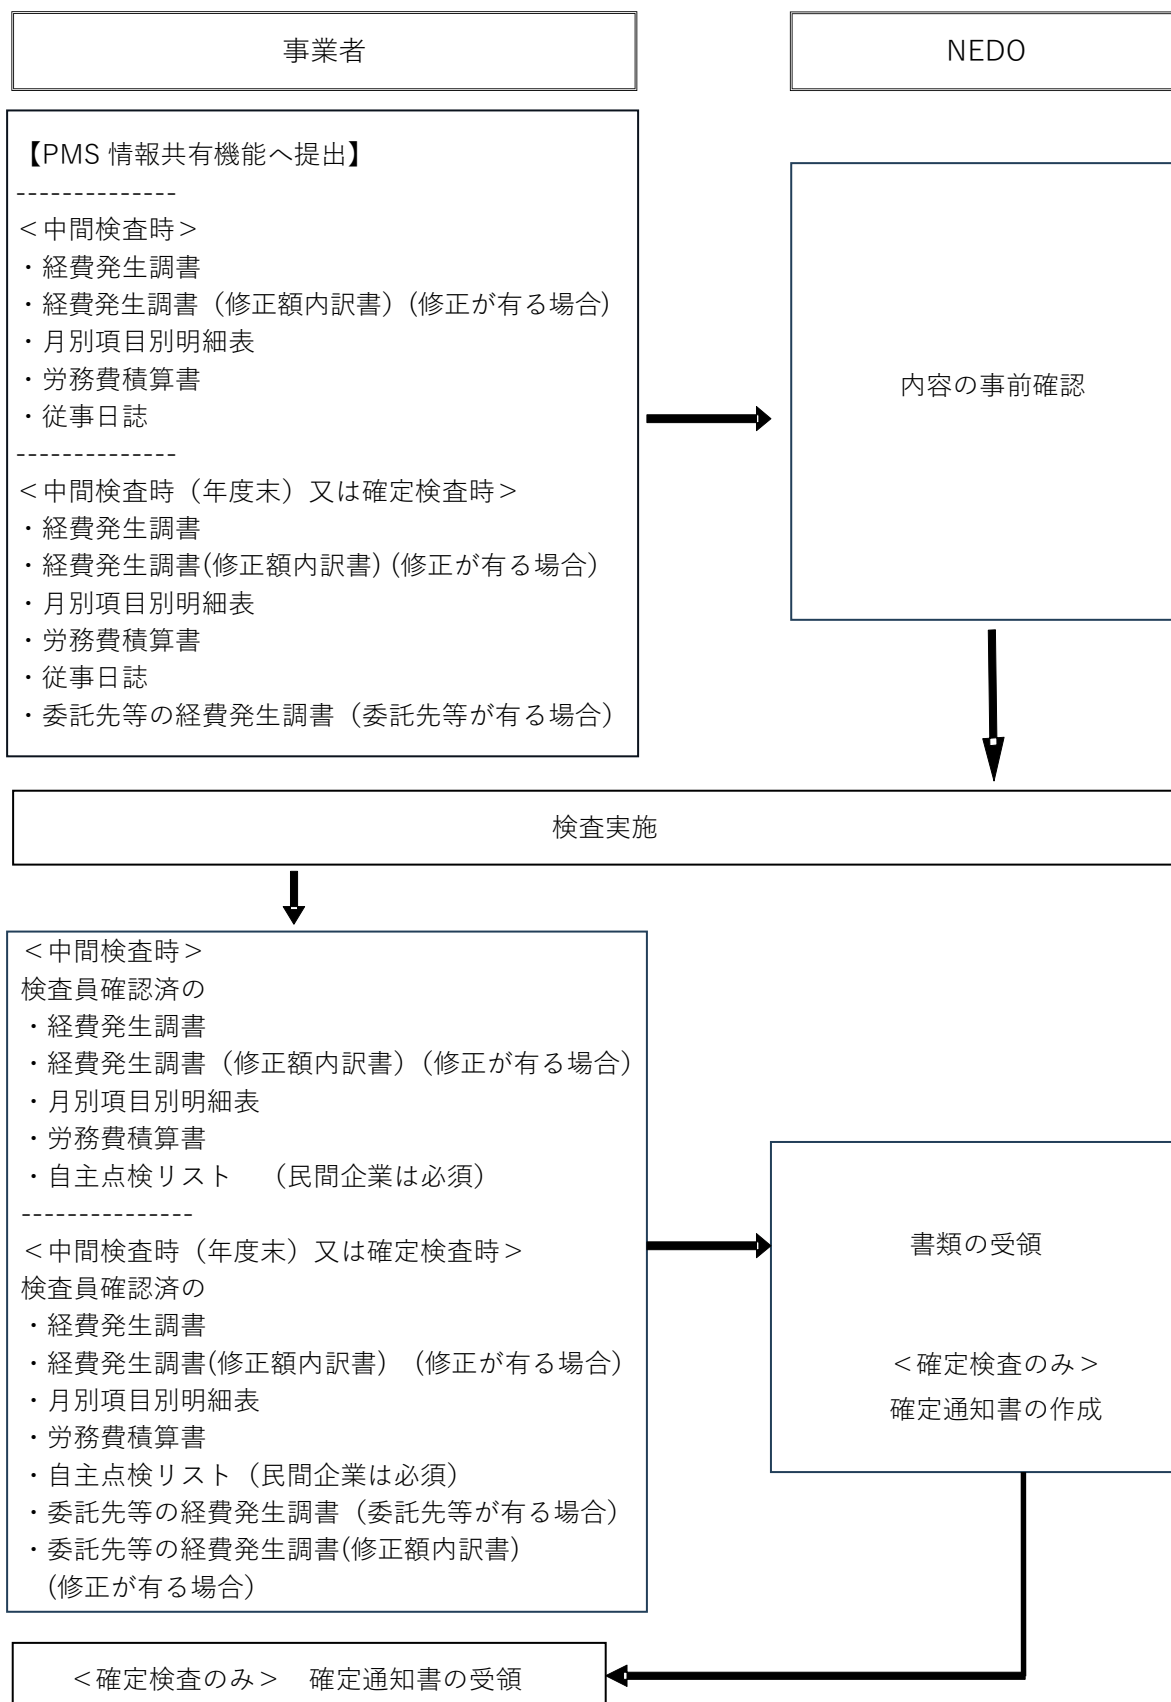 事業者
NEDO
【PMS 情報共有機能へ提出】
--------------
＜中間検査時＞
・経費発生調書
・経費発生調書（修正額内訳書）(修正が有る場合)
・月別項目別明細表
・労務費積算書
・従事日誌
--------------
＜中間検査時（年度末）又は確定検査時＞
・経費発生調書
・経費発生調書(修正額内訳書) (修正が有る場合)
・月別項目別明細表
・労務費積算書
・従事日誌
・委託先等の経費発生調書（委託先等が有る場合）
内容の事前確認
検査実施
＜中間検査時＞
検査員確認済の
・経費発生調書
・経費発生調書（修正額内訳書）（修正が有る場合）
・月別項目別明細表
・労務費積算書
・自主点検リスト　（民間企業は必須）
---------------
＜中間検査時（年度末）又は確定検査時＞
検査員確認済の
・経費発生調書
・経費発生調書(修正額内訳書)　（修正が有る場合）
・月別項目別明細表
・労務費積算書
・自主点検リスト（民間企業は必須）
・委託先等の経費発生調書（委託先等が有る場合）
・委託先等の経費発生調書(修正額内訳書)
(修正が有る場合)
書類の受領
＜確定検査のみ＞
確定通知書の作成
＜確定検査のみ＞　確定通知書の受領